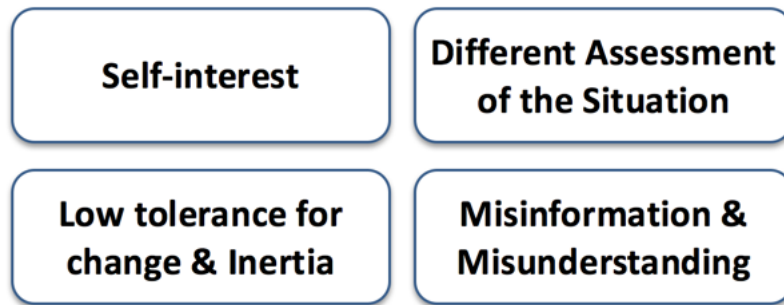 Self-interest
Different Assessment
of the Situation
Low tolerance for
change & Inertia
Misinformation &
Misunderstanding